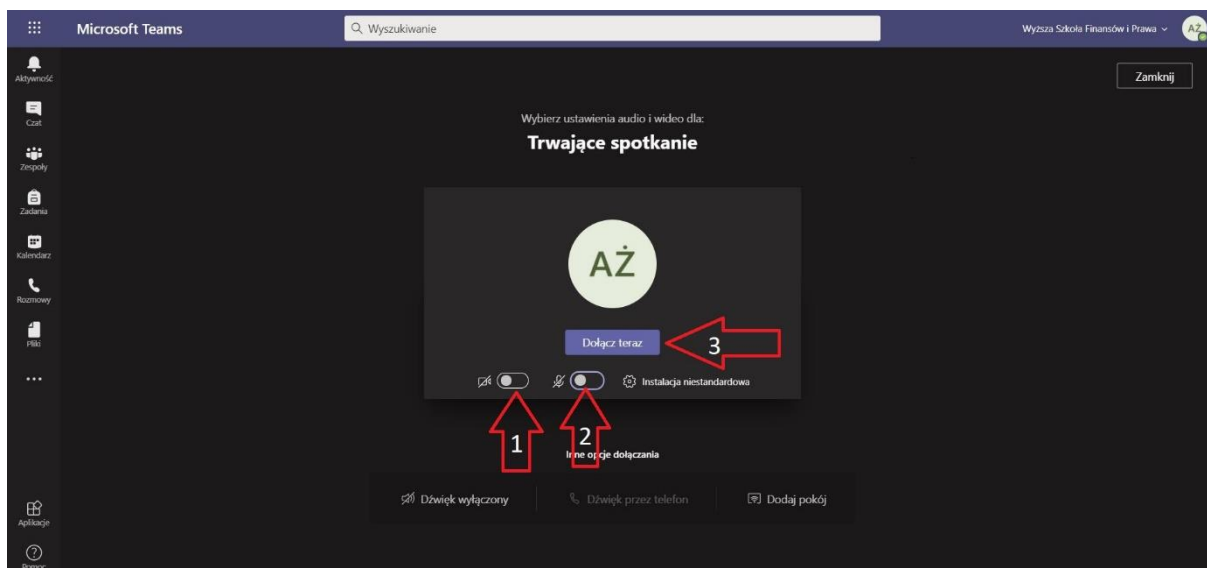 Microsoft Teams
Wyszukiwanie
Wyższa Szkoła Finansów i Prawa
AŻ
Aktywność
Czat
Zespoły
Zadania
Kalendarz
Rozmowy
Pliki
Aplikacje
Pomoc
Zamknij
Wybierz ustawienia audio i wideo dla:
Trwające spotkanie
AŻ
Dołącz teraz
3
Instalacja niestandardowa
1
2
Inne opcje dołączania
Dźwięk wyłączony
Dźwięk przez telefon
Dodaj pokój